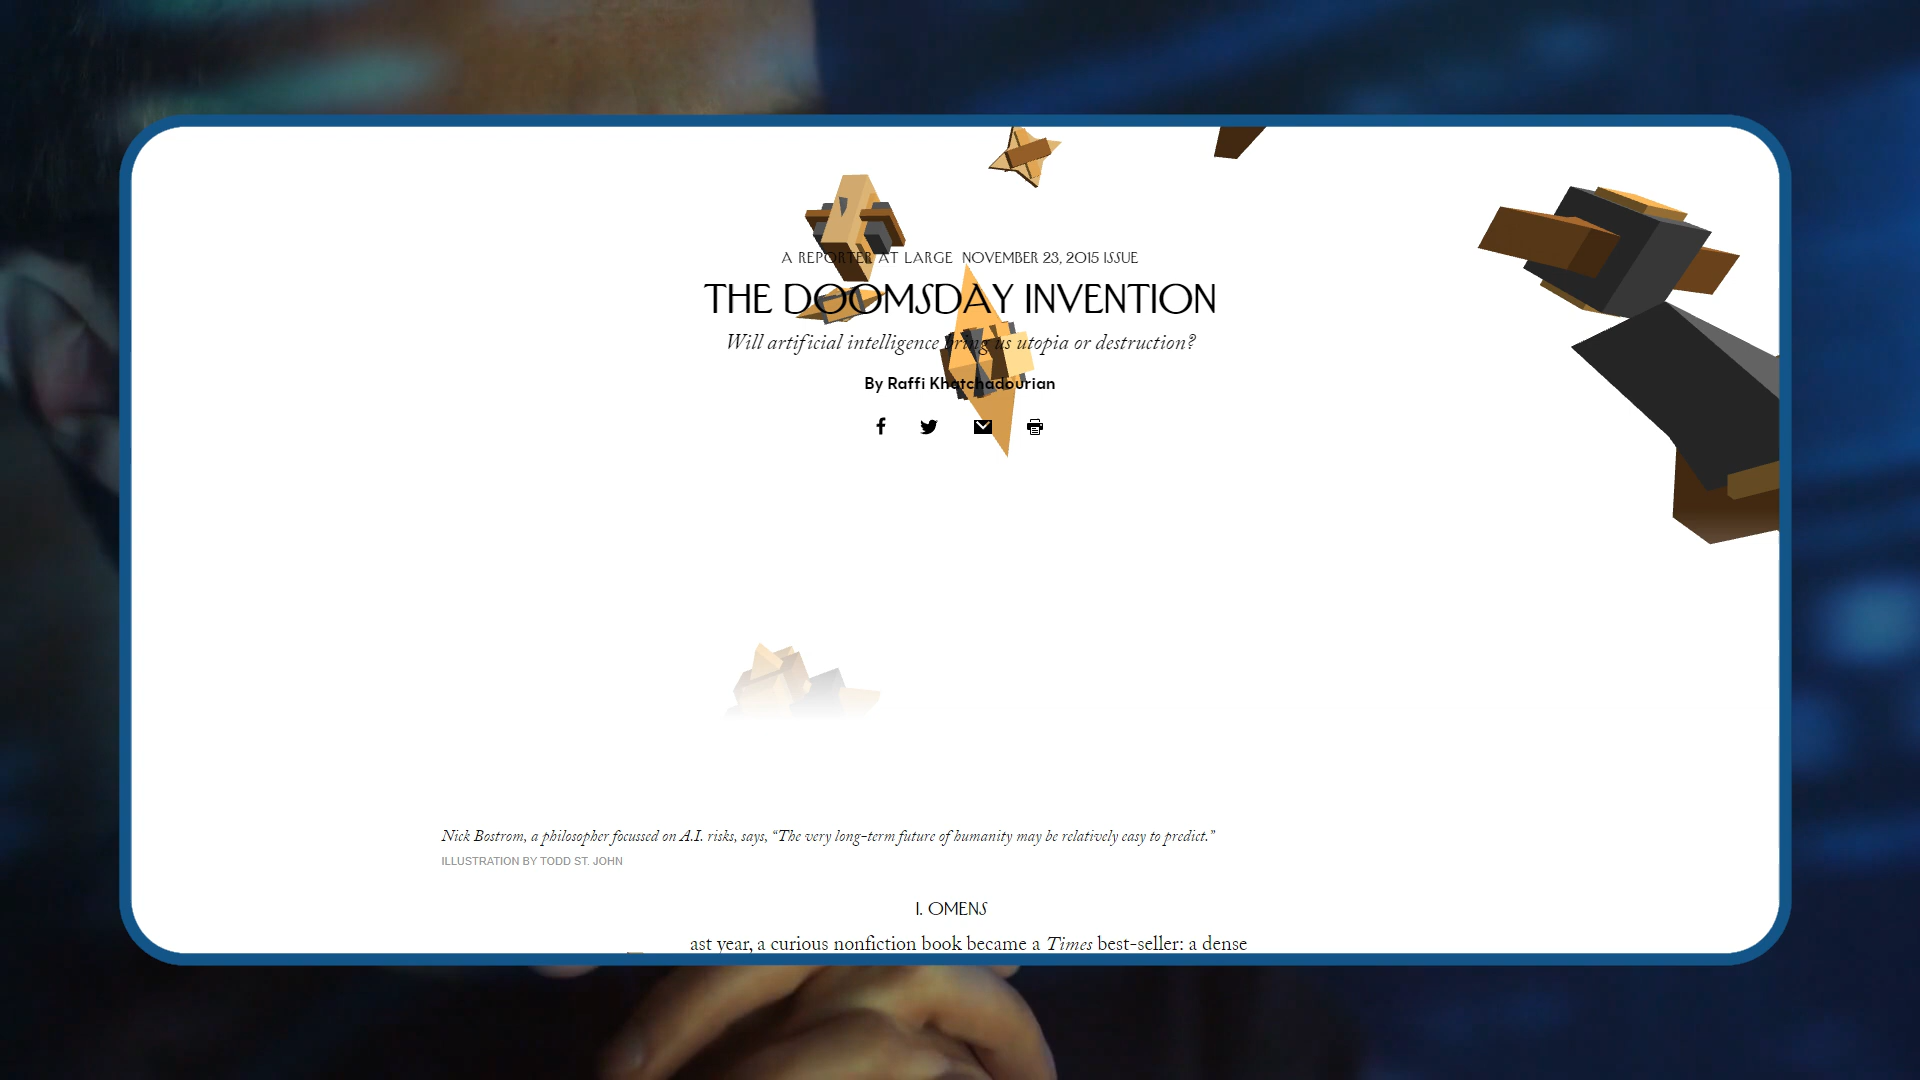 A REPORTER AT LARGE NOVEMBER 23, 2015 ISSUE
THE DOOMSDAY INVENTION
Will artificial intelligence bring us utopia or destruction?
By Raffi Khatchadourian
Nick Bostrom, a philosopher focussed on A.I. risks, says, “The very long-term future of humanity may be relatively easy to predict.”
ILLUSTRATION BY TODD ST. JOHN
I. OMENS
ast year, a curious nonfiction book became a Times best-seller: a dense